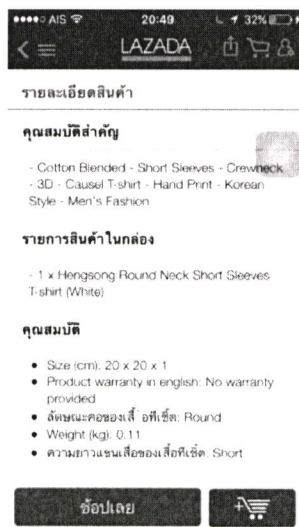 AIS 20:49 32%
LAZADA
รายละเอียดสินค้า
คุณสมบัติสำคัญ
- Cotton Blended - Short Sleeves - Crewneck
- 3D - Causel T-shirt - Hand Print - Korean
Style - Men's Fashion
รายการสินค้าในกล่อง
- 1 x Hengsong Round Neck Short Sleeves
T-shirt (White)
คุณสมบัติ
• Size (cm): 20 x 20 x 1
• Product warranty in english: No warranty
provided
• ลักษณะคอของเสื้ อทีเชิ้ต: Round
• Weight (kg): 0.11
• ความยาวแขนเสื้อของเสื้อทีเชิ้ต: Short
ช้อปเลย